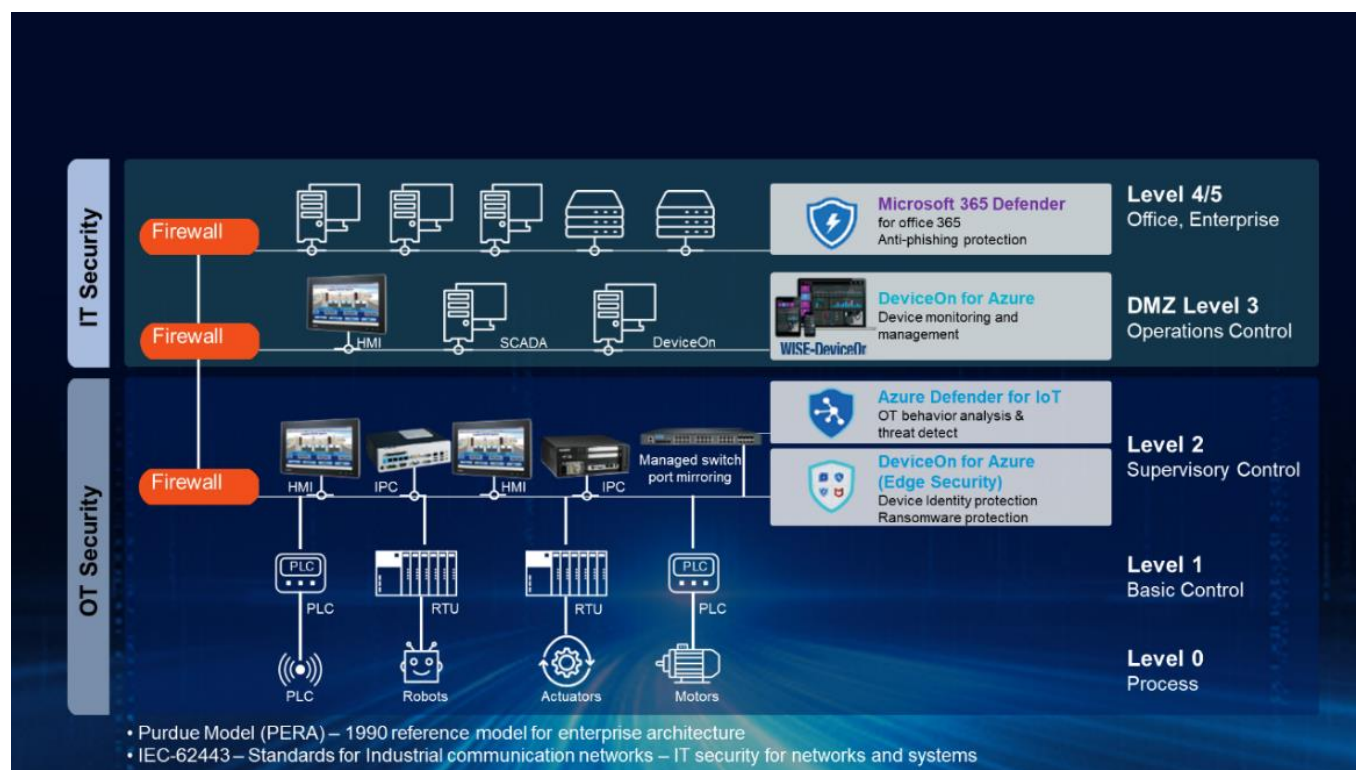 IT Security
Firewall
Microsoft 365 Defender
for office 365
Anti-phishing protection
Level 4/5
Office, Enterprise
Firewall
HMI
SCADA
DeviceOn
WISE-DeviceOn
DeviceOn for Azure
Device monitoring and
management
DMZ Level 3
Operations Control
OT Security
Firewall
HMI
IPC
HMI
IPC
Managed switch
port mirroring
Azure Defender for IoT
OT behavior analysis &
threat detect
DeviceOn for Azure
(Edge Security)
Device Identity protection
Ransomware protection
Level 2
Supervisory Control
PLC
PLC
RTU
RTU
PLC
PLC
Level 1
Basic Control
PLC
Robots
Actuators
Motors
Level 0
Process
• Purdue Model (PERA) – 1990 reference model for enterprise architecture
• IEC-62443 – Standards for Industrial communication networks – IT security for networks and systems